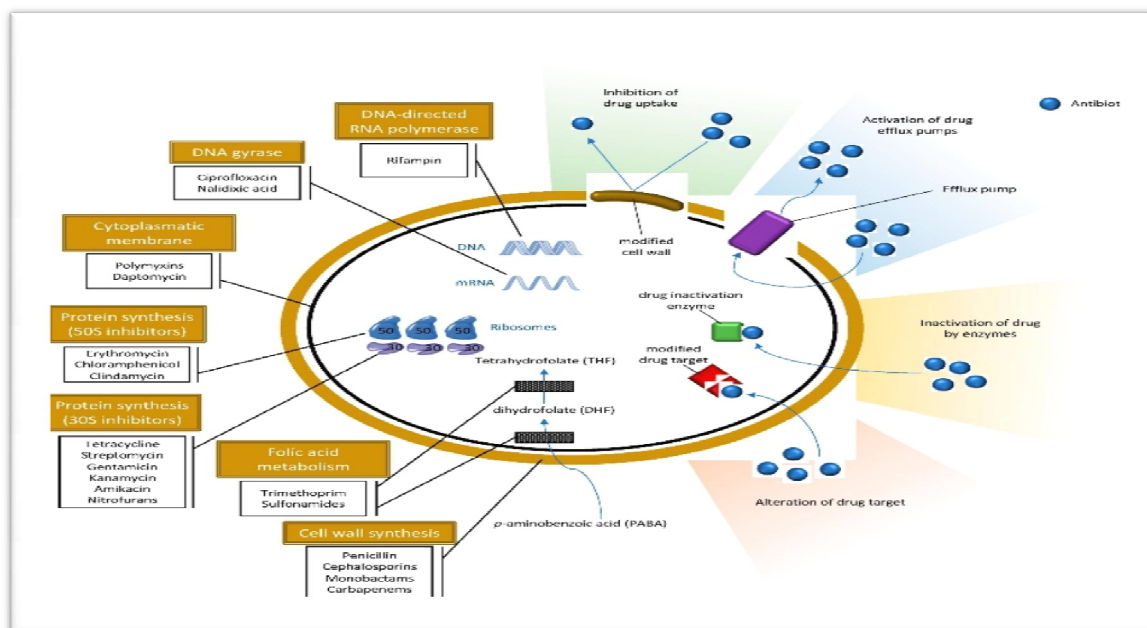 Inhibition of
drug uptake
Antibiot
Activation of drug
efflux pumps
Efflux pump
DNA-directed
RNA polymerase
Rifampin
DNA gyrase
Ciprofloxacin
Nalidixic acid
Cytoplasmatic
membrane
Polymyxins
Daptomycin
Protein synthesis
(50S inhibitors)
Erythromycin
Chloramphenicol
Clindamycin
Protein synthesis
(30S inhibitors)
Tetracycline
Streptomycin
Gentamicin
Kanamycin
Amikacin
Nitrofurans
Folic acid
metabolism
Trimethoprim
Sulfonamides
Cell wall synthesis
Penicillin
Cephalosporins
Monobactams
Carbapenems
DNA
mRNA
50 50 50
Ribosomes
30 30 30
Tetrahydrofolate (THF)
dihydrofolate (DHF)
p-aminobenzoic acid (PABA)
modified
cell wall
drug inactivation
enzyme
modified
drug target
Inactivation of drug
by enzymes
Alteration of drug target